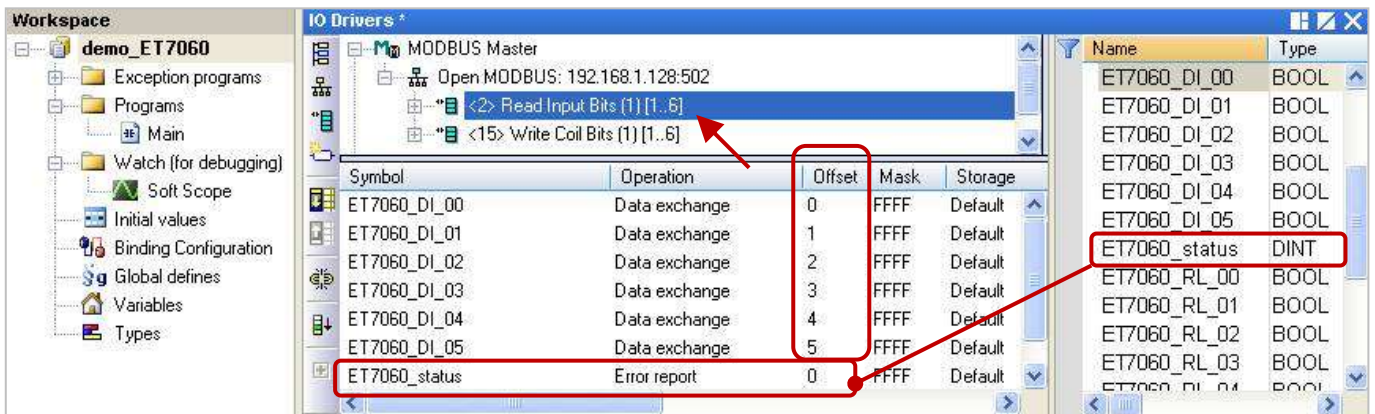 Workspace
demo_ET7060
Exception programs
Programs
Main
Watch (for debugging)
Soft Scope
Initial values
Binding Configuration
Global defines
Variables
Types
IO Drivers *
MODBUS Master
Open MODBUS: 192.168.1.128:502
<2> Read Input Bits (1) [1..6]
<15> Write Coil Bits (1) [1..6]
Symbol Operation Offset Mask Storage
ET7060_DI_00 Data exchange 0 FFFF Default
ET7060_DI_01 Data exchange 1 FFFF Default
ET7060_DI_02 Data exchange 2 FFFF Default
ET7060_DI_03 Data exchange 3 FFFF Default
ET7060_DI_04 Data exchange 4 FFFF Default
ET7060_DI_05 Data exchange 5 FFFF Default
ET7060_status Error report 0 FFFF Default
Name Type
ET7060_DI_00 BOOL
ET7060_DI_01 BOOL
ET7060_DI_02 BOOL
ET7060_DI_03 BOOL
ET7060_DI_04 BOOL
ET7060_DI_05 BOOL
ET7060_status DINT
ET7060_RL_00 BOOL
ET7060_RL_01 BOOL
ET7060_RL_02 BOOL
ET7060_RL_03 BOOL